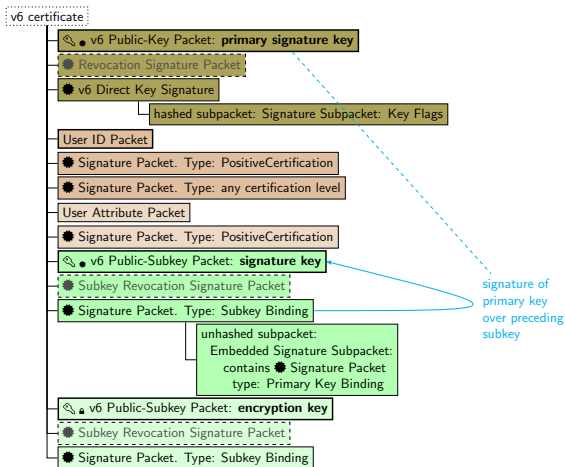 v6 certificate
v6 Public-Key Packet: primary signature key
Revocation Signature Packet
v6 Direct Key Signature
hashed subpacket: Signature Subpacket: Key Flags
User ID Packet
Signature Packet. Type: PositiveCertification
Signature Packet. Type: any certification level
User Attribute Packet
Signature Packet. Type: PositiveCertification
v6 Public-Subkey Packet: signature key
Subkey Revocation Signature Packet
Signature Packet. Type: Subkey Binding
signature of
primary key
over preceding
subkey
unhashed subpacket:
Embedded Signature Subpacket:
contains ✹ Signature Packet
type: Primary Key Binding
v6 Public-Subkey Packet: encryption key
Subkey Revocation Signature Packet
Signature Packet. Type: Subkey Binding